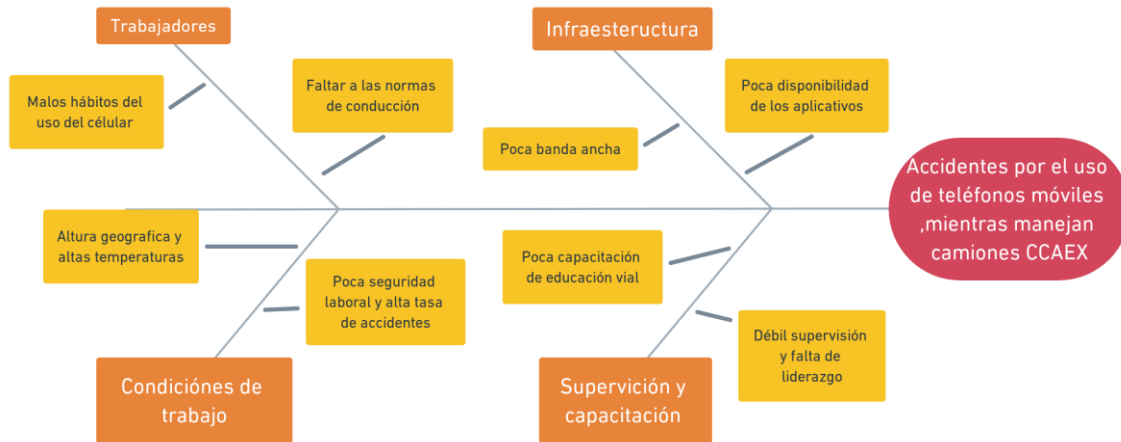 Trabajadores
Infraesteructura
Malos hábitos del
uso del célular
Faltar a las normas
de conducción
Poca banda ancha
Poca disponibilidad
de los aplicativos
Accidentes por el uso
de teléfonos móviles
,mientras manejan
camiones CCAEX
Altura geografica y
altas temperaturas
Poca seguridad
laboral y alta tasa
de accidentes
Poca capacitación
de educación vial
Débil supervisión
y falta de
liderazgo
Condiciónes de
trabajo
Supervición y
capacitación